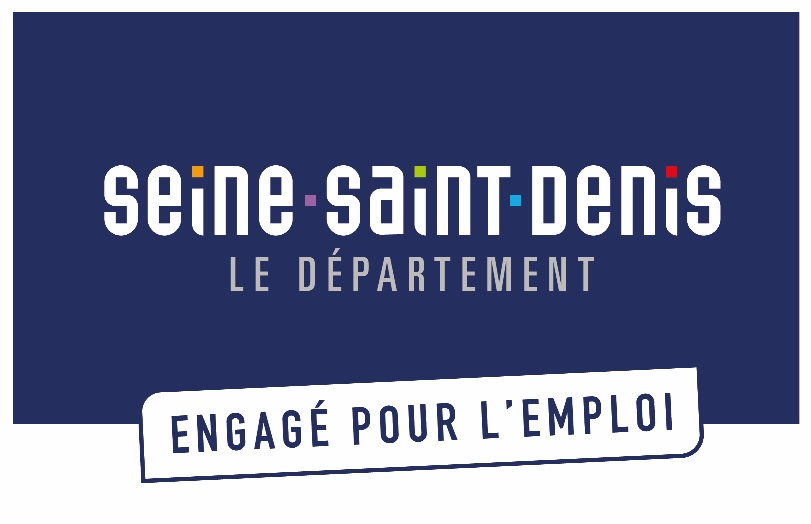 seine·saint·denis
LE DÉPARTEMENT
ENGAGÉ POUR L'EMPLOI